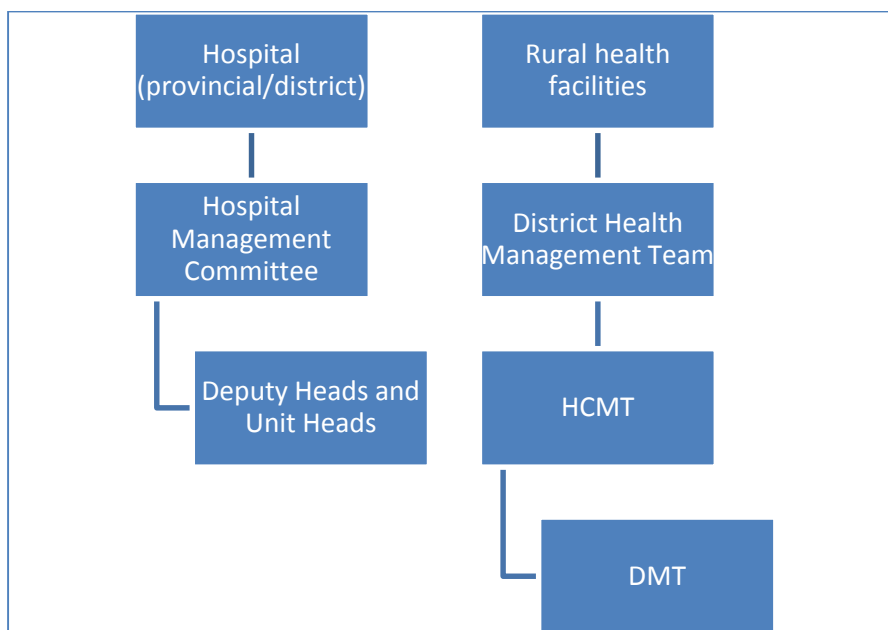 Hospital
(provincial/district)
Hospital
Management
Committee
Deputy Heads and
Unit Heads
Rural health
facilities
District Health
Management Team
HCMT
DMT